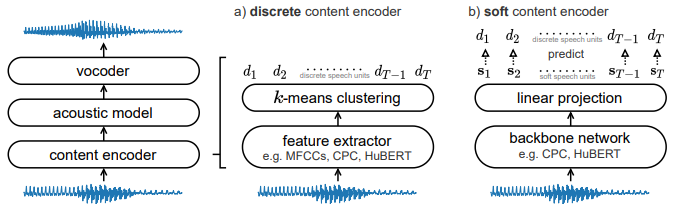 vocoder
acoustic model
content encoder
a) discrete content encoder
d1 d2 ......... dT−1 dT
discrete speech units
k-means clustering
feature extractor
e.g. MFCCs, CPC, HuBERT
b) soft content encoder
d1 d2 ......... dT−1 dT
discrete speech units
predict
s1 s2 ......... sT−1 sT
soft speech units
linear projection
backbone network
e.g. CPC, HuBERT